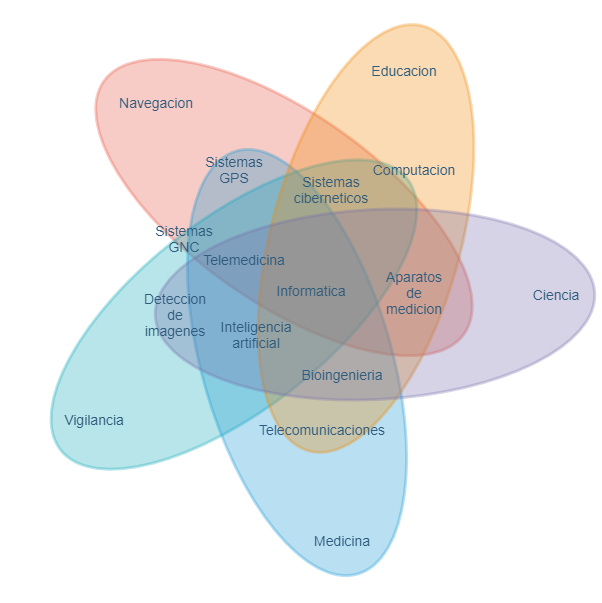 Educacion
Navegacion
Sistemas
GPS
Computacion
Sistemas
ciberneticos
Sistemas
GNC
Telemedicina
Informatica
Aparatos
de
medicion
Ciencia
Deteccion
de
imagenes
Inteligencia
artificial
Bioingenieria
Vigilancia
Telecomunicaciones
Medicina